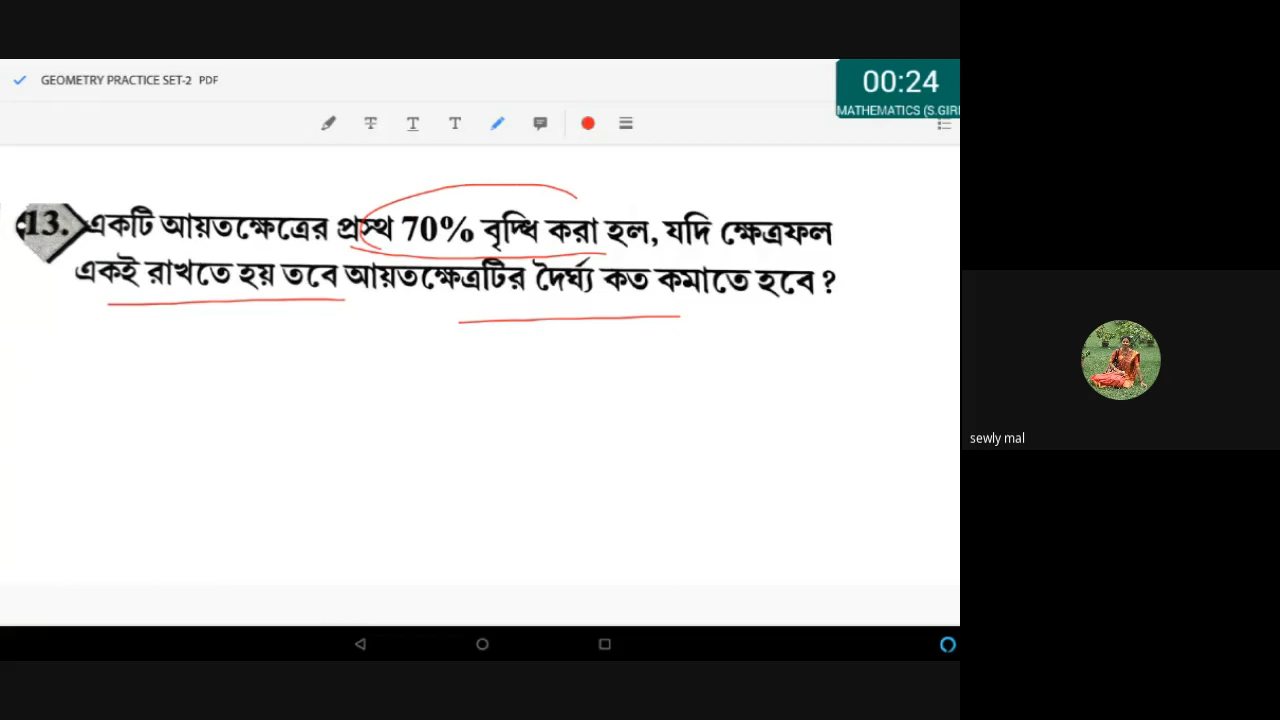 GEOMETRY PRACTICE SET-2 PDF
00:24
MATHEMATICS (S.GIRI
13. একটি আয়তক্ষেত্রের প্রস্থ 70% বৃদ্ধি করা হল, যদি ক্ষেত্রফল
একই রাখতে হয় তবে আয়তক্ষেত্রটির দৈর্ঘ্য কত কমাতে হবে ?
sewly mal